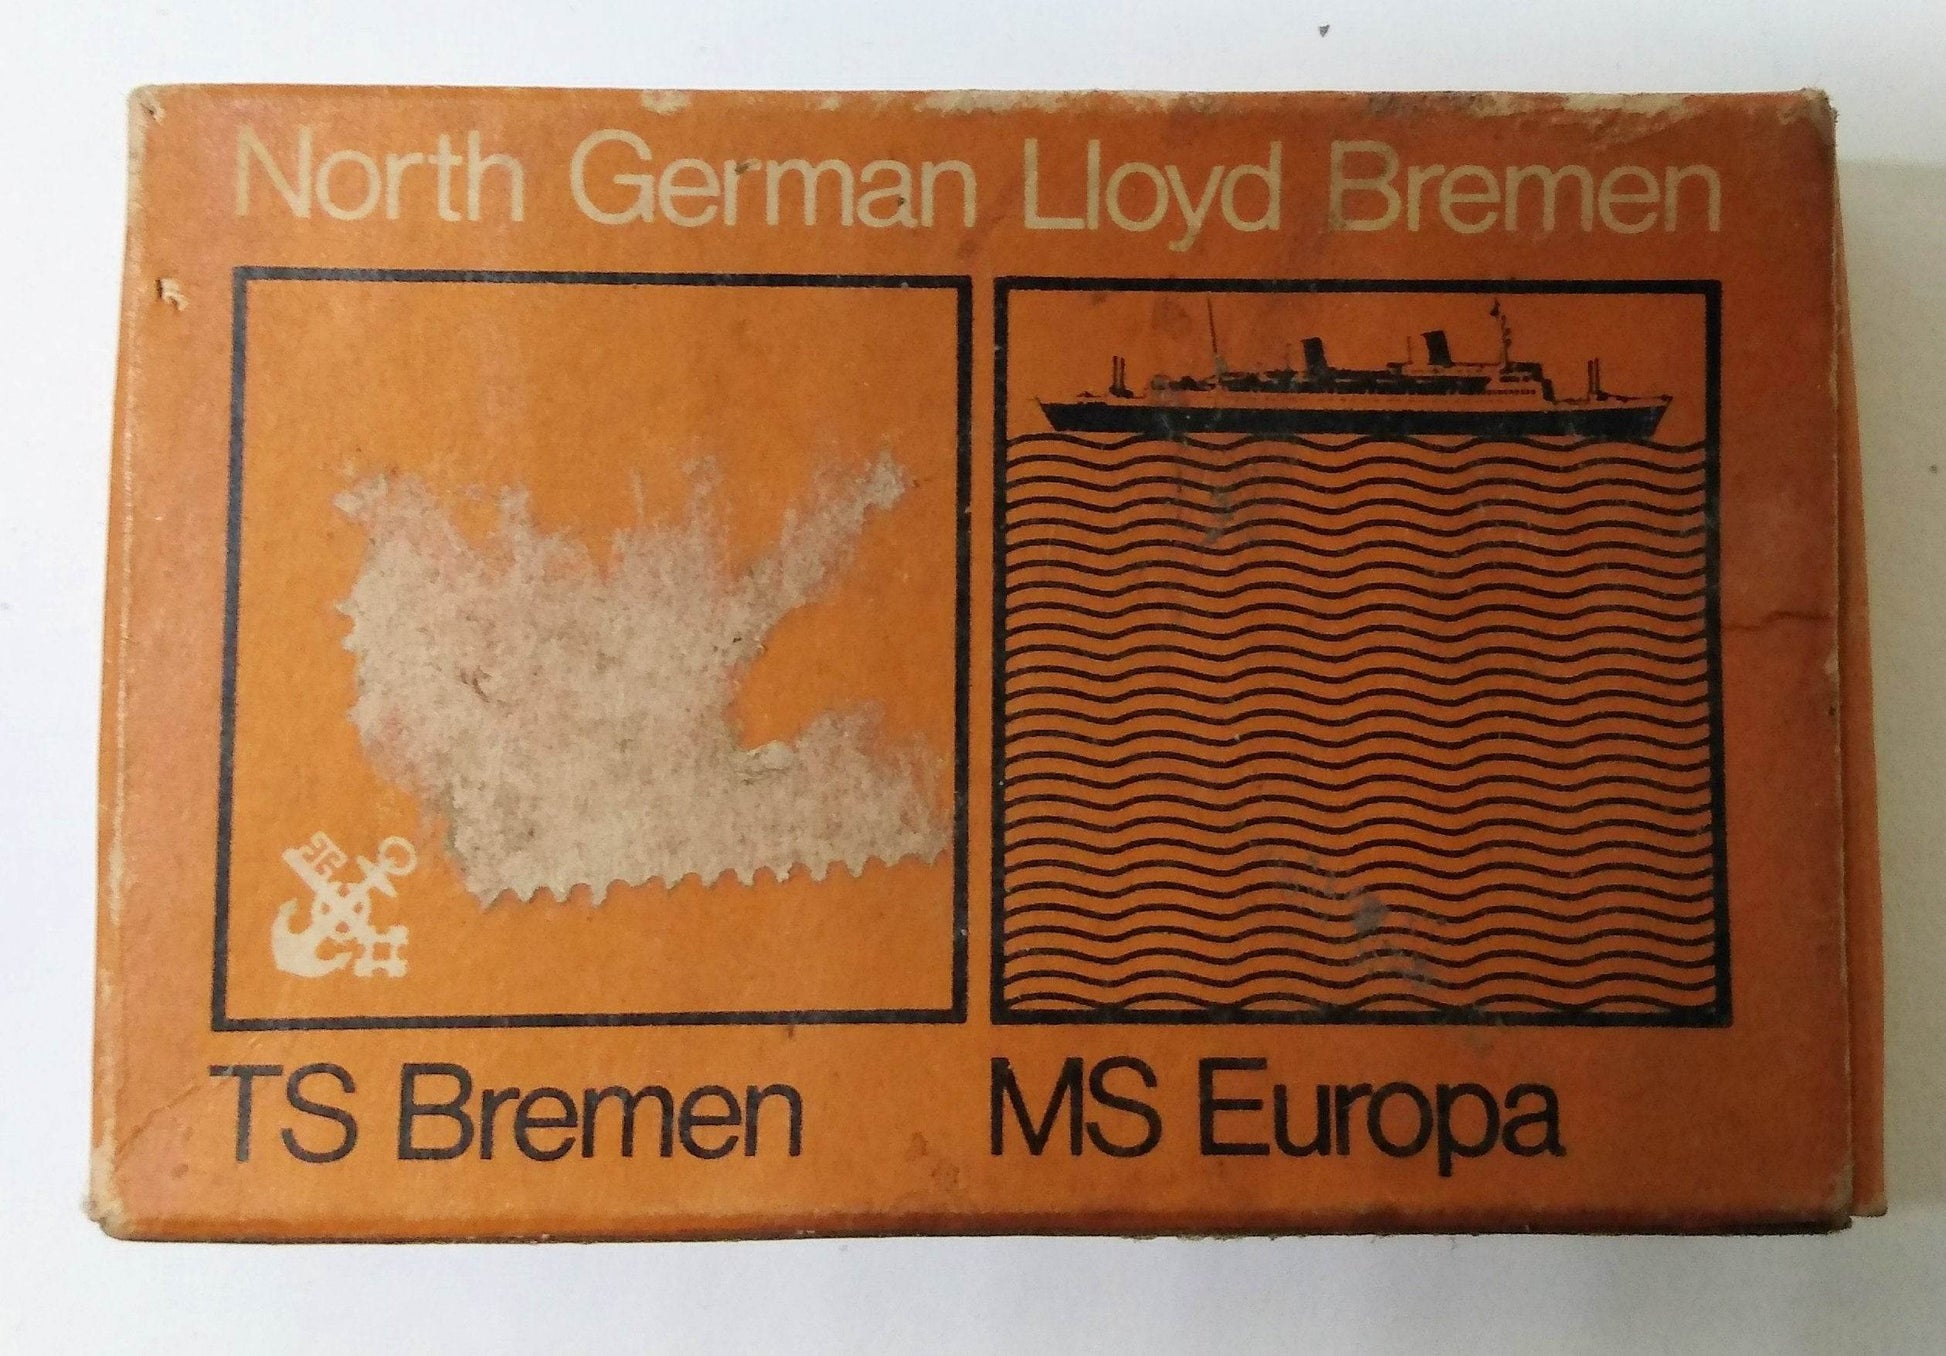 North German Lloyd Bremen
TS Bremen
MS Europa